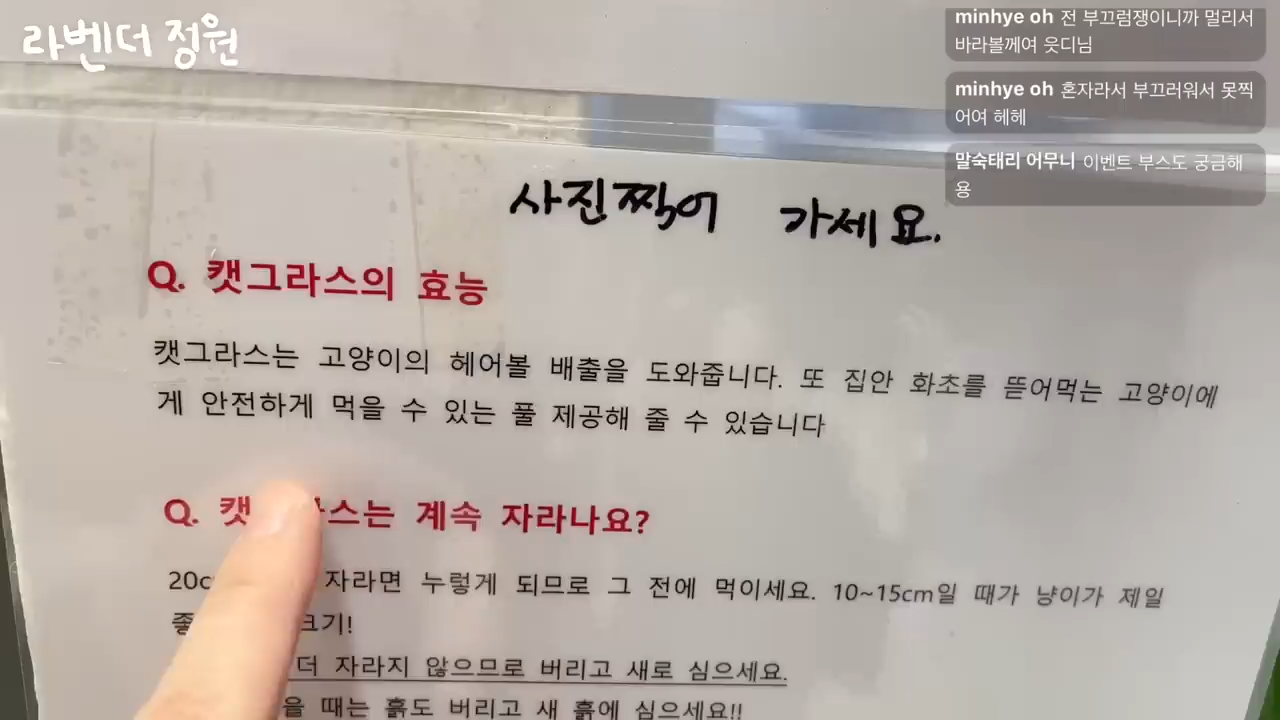 라벤더 정원
minhye oh 전 부끄럼쟁이니까 멀리서
바라볼께여 웃디님
minhye oh 혼자라서 부끄러워서 못찍
어여 헤헤
말숙태리 어무니 이벤트 부스도 궁금해
용
사진찍어 가세요.
Q. 캣그라스의 효능
캣그라스는 고양이의 헤어볼 배출을 도와줍니다. 또 집안 화초를 뜯어먹는 고양이에
게 안전하게 먹을 수 있는 풀 제공해 줄 수 있습니다
Q. 캣 스는 계속 자라나요?
자라면 누렇게 되므로 그 전에 먹이세요. 10~15cm일 때가 냥이가 제일
크기!
더 자라지 않으므로 버리고 새로 심으세요.
때는 흙도 버리고 새 흙에 심으세요!!